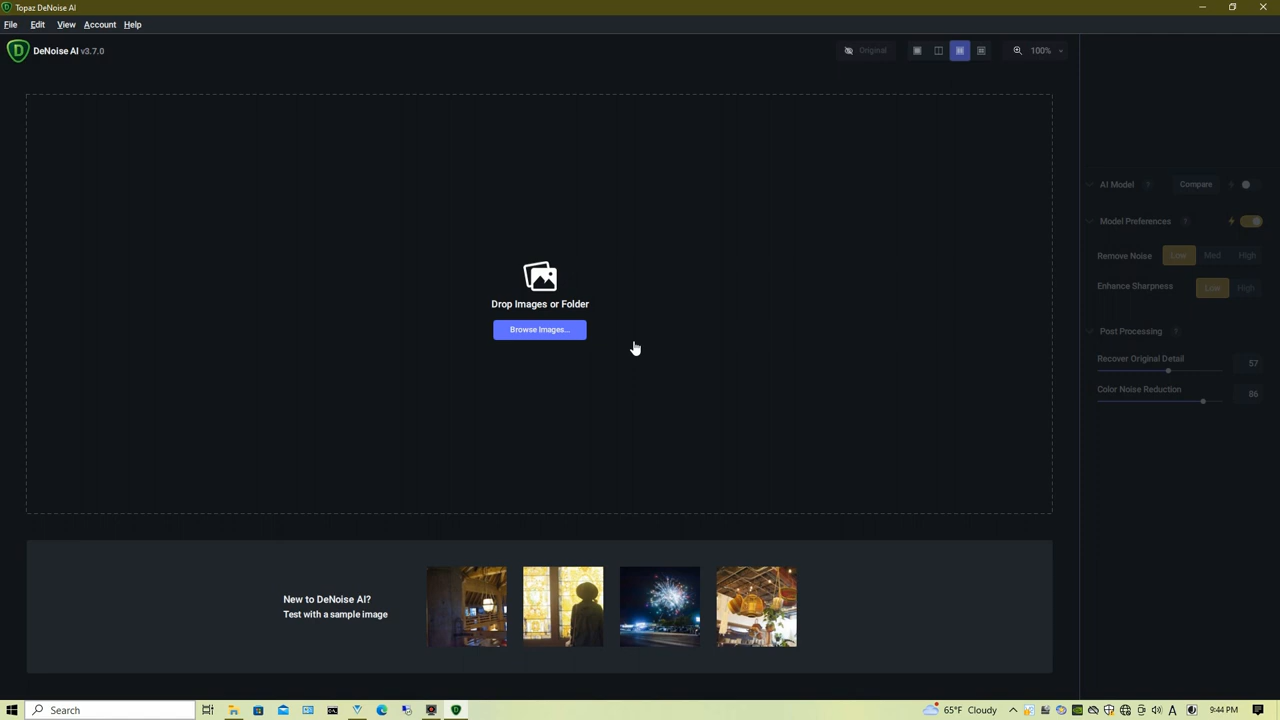 Topaz DeNoise AI
File Edit View Account Help
DeNoise AI v3.7.0
Original
100%
AI Model ?
Compare
Model Preferences ?
Remove Noise Low Med High
Enhance Sharpness Low High
Post Processing ?
Recover Original Detail 57
Color Noise Reduction 86
Drop Images or Folder
Browse Images...
New to DeNoise AI?
Test with a sample image
Search
65°F Cloudy
A
9:44 PM